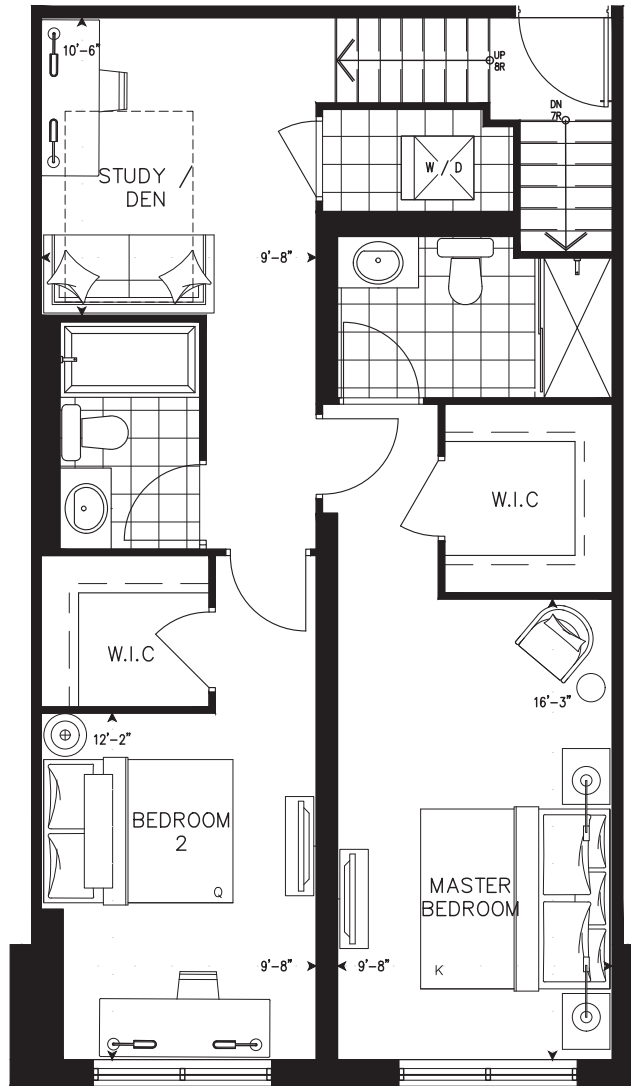 10'-6"
UP
8R
DN
7R
W / D
STUDY /
DEN
9'-8"
W.I.C
W.I.C
16'-3"
12'-2"
BEDROOM
2
Q
MASTER
BEDROOM
9'-8"
9'-8"
K